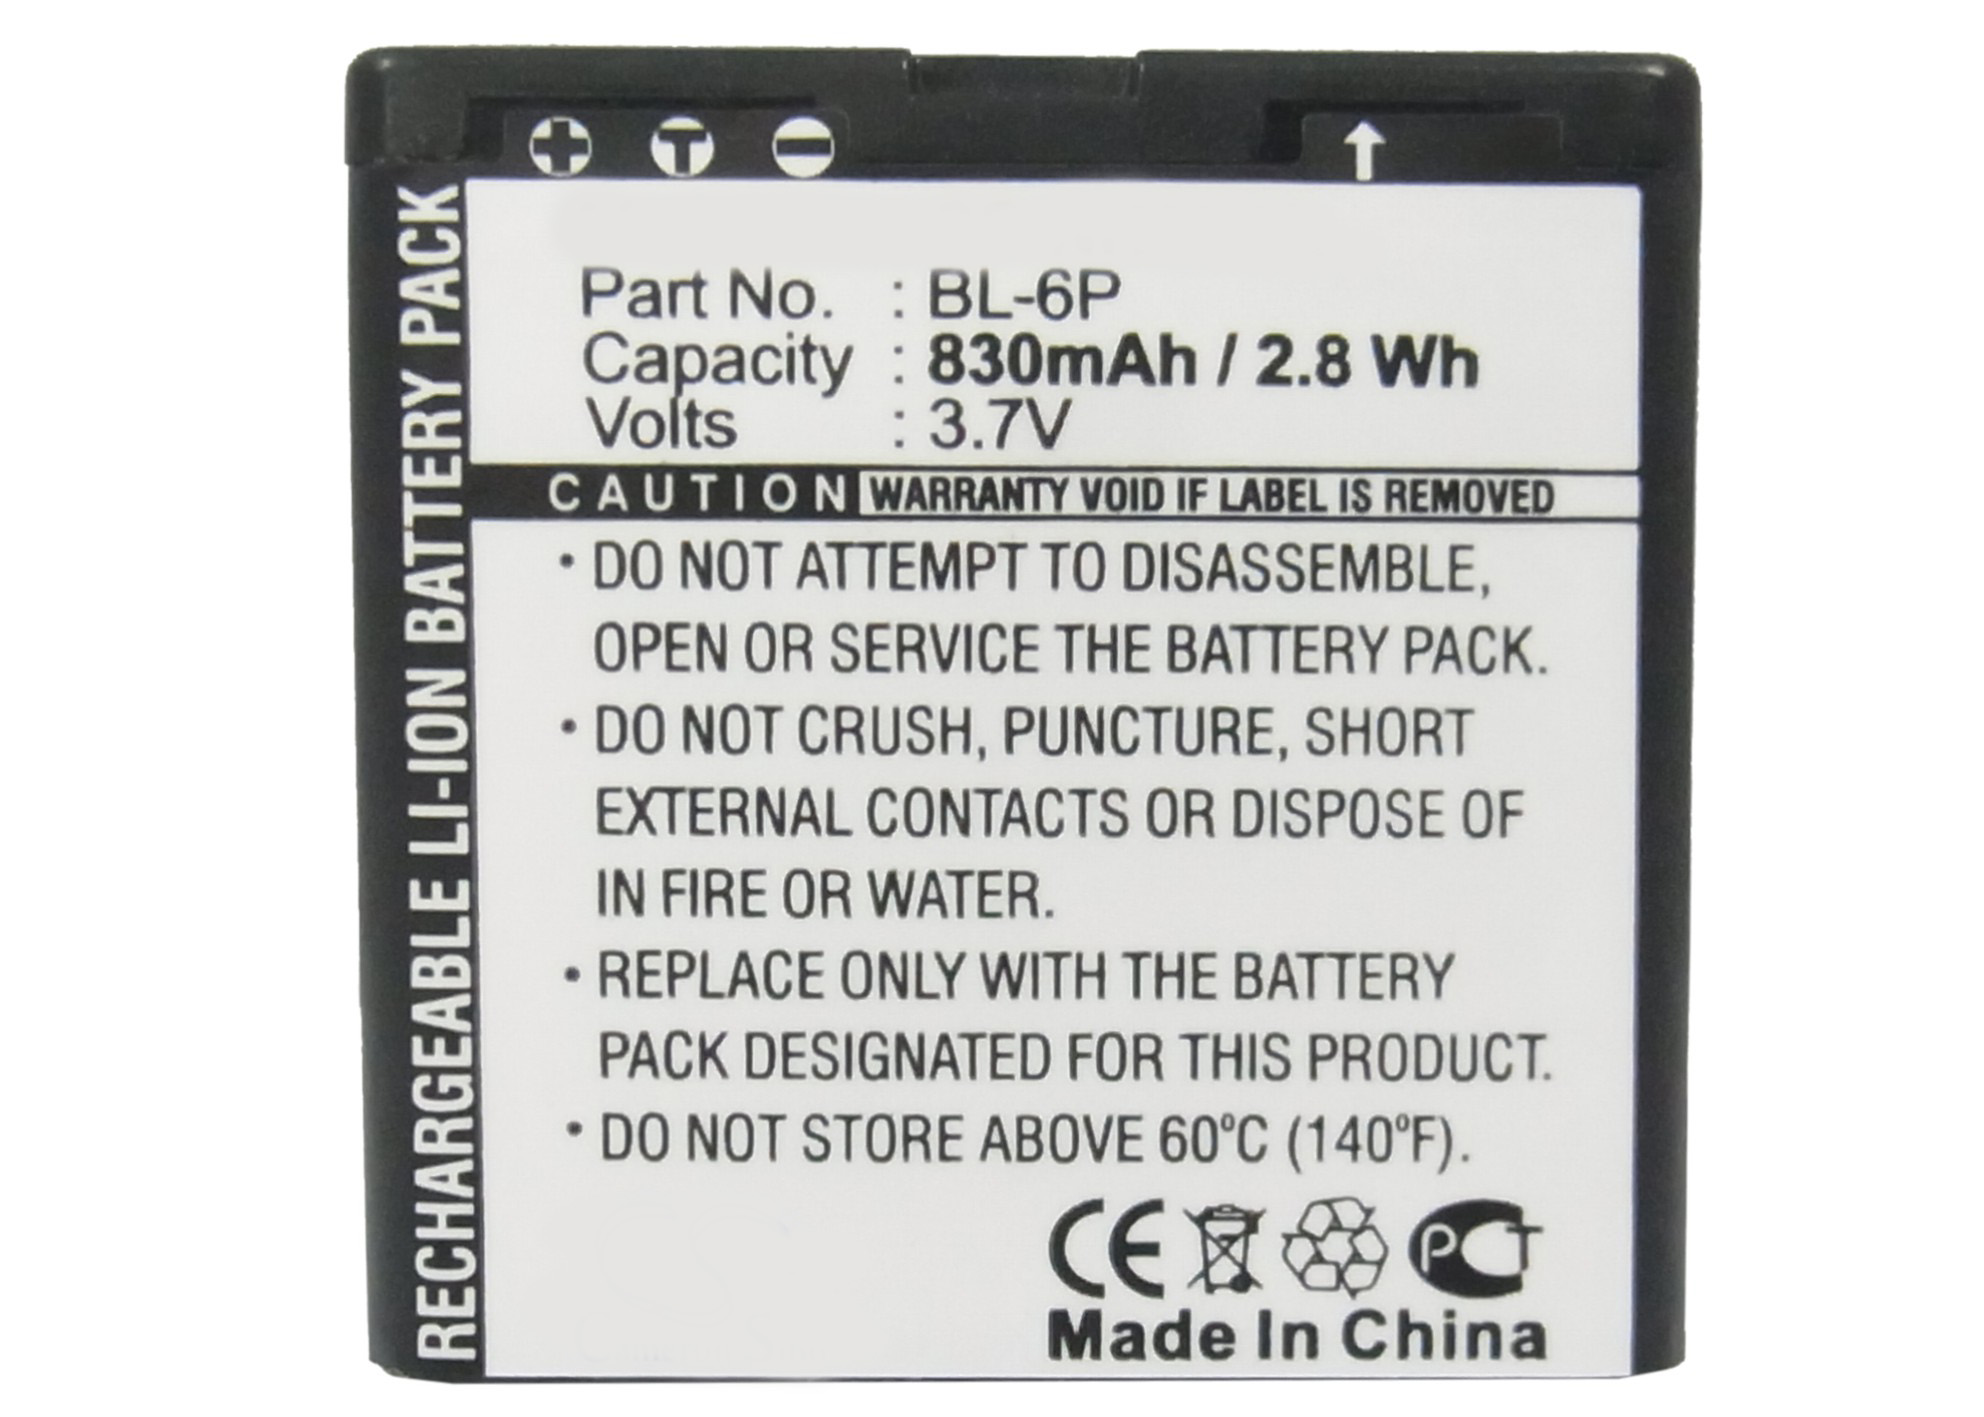 + T −
RECHARGEABLE LI-ION BATTERY PACK
Part No. : BL-6P
Capacity : 830mAh / 2.8 Wh
Volts : 3.7V
CAUTION WARRANTY VOID IF LABEL IS REMOVED
• DO NOT ATTEMPT TO DISASSEMBLE,
OPEN OR SERVICE THE BATTERY PACK.
• DO NOT CRUSH, PUNCTURE, SHORT
EXTERNAL CONTACTS OR DISPOSE OF
IN FIRE OR WATER.
• REPLACE ONLY WITH THE BATTERY
PACK DESIGNATED FOR THIS PRODUCT.
• DO NOT STORE ABOVE 60°C (140°F).
CE PCT
Made In China